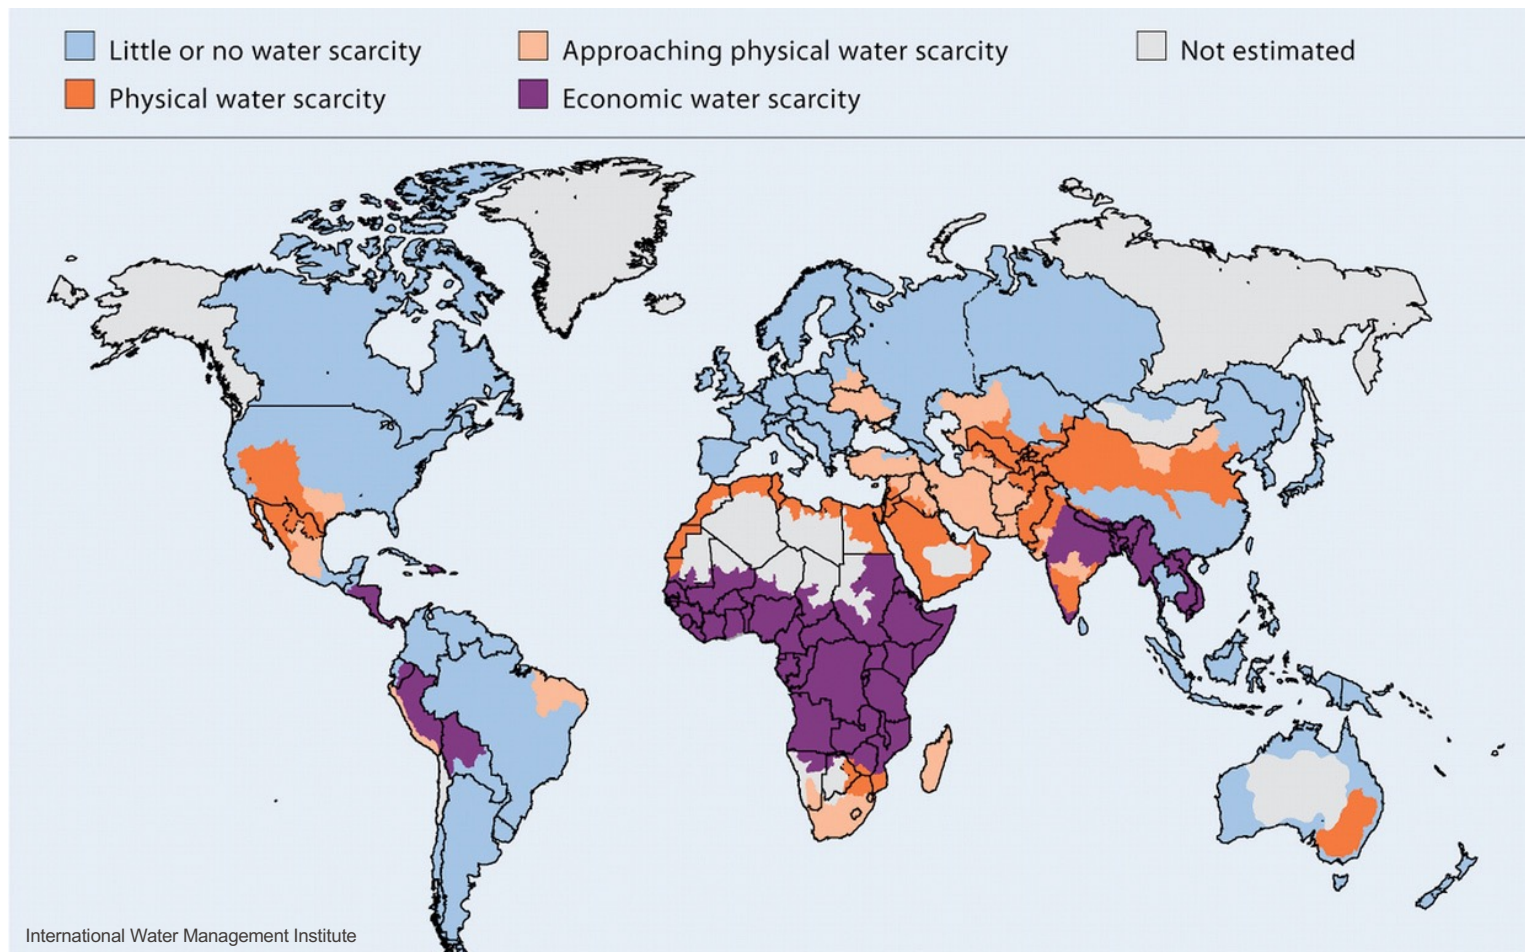 Little or no water scarcity
Approaching physical water scarcity
Not estimated
Physical water scarcity
Economic water scarcity
International Water Management Institute